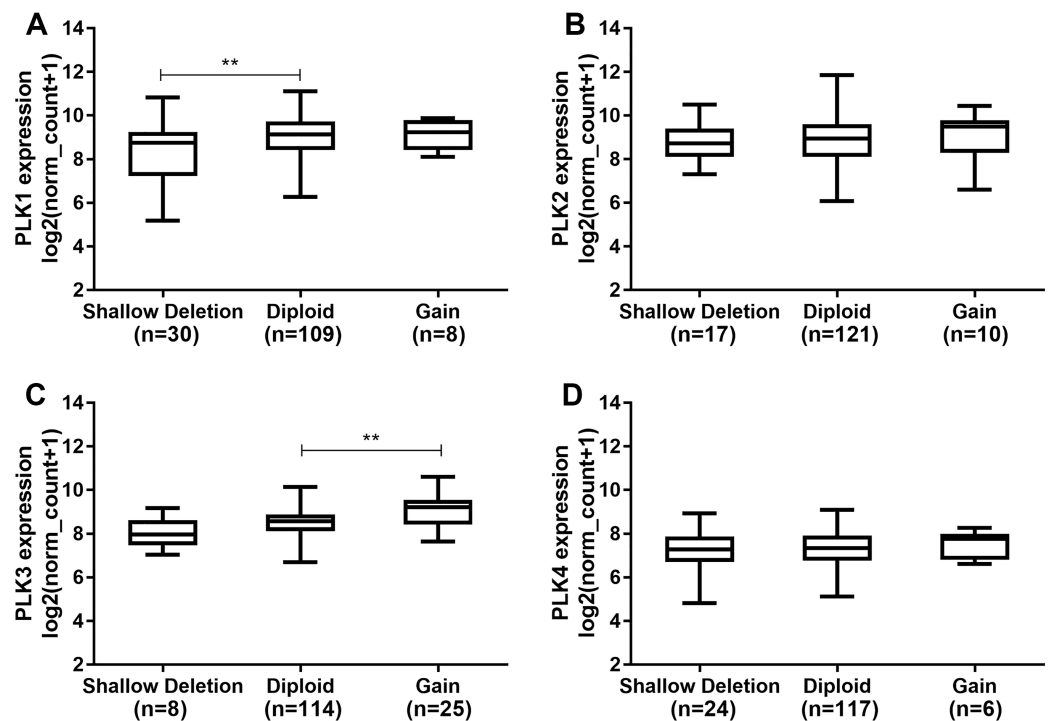 A
PLK1 expression
log2(norm_count+1)
14
12
10
8
6
4
2
**
Shallow Deletion
(n=30)
Diploid
(n=109)
Gain
(n=8)
B
PLK2 expression
log2(norm_count+1)
14
12
10
8
6
4
2
Shallow Deletion
(n=17)
Diploid
(n=121)
Gain
(n=10)
C
PLK3 expression
log2(norm_count+1)
14
12
10
8
6
4
2
**
Shallow Deletion
(n=8)
Diploid
(n=114)
Gain
(n=25)
D
PLK4 expression
log2(norm_count+1)
14
12
10
8
6
4
2
Shallow Deletion
(n=24)
Diploid
(n=117)
Gain
(n=6)